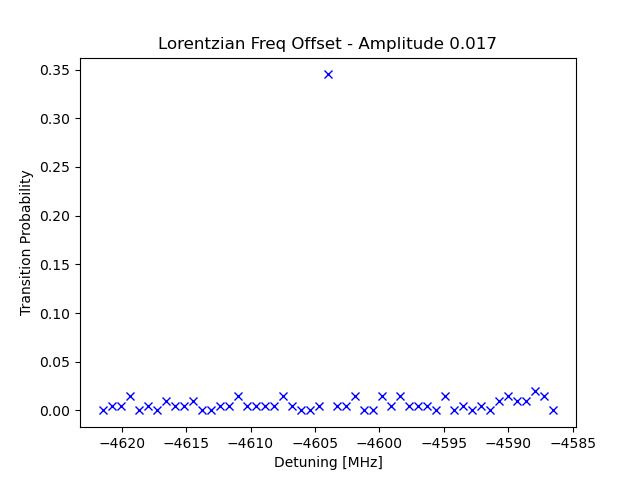 Lorentzian Freq Offset - Amplitude 0.017
0.35
0.30
0.25
0.20
0.15
0.10
0.05
0.00
Transition Probability
−4620 −4615 −4610 −4605 −4600 −4595 −4590 −4585
Detuning [MHz]